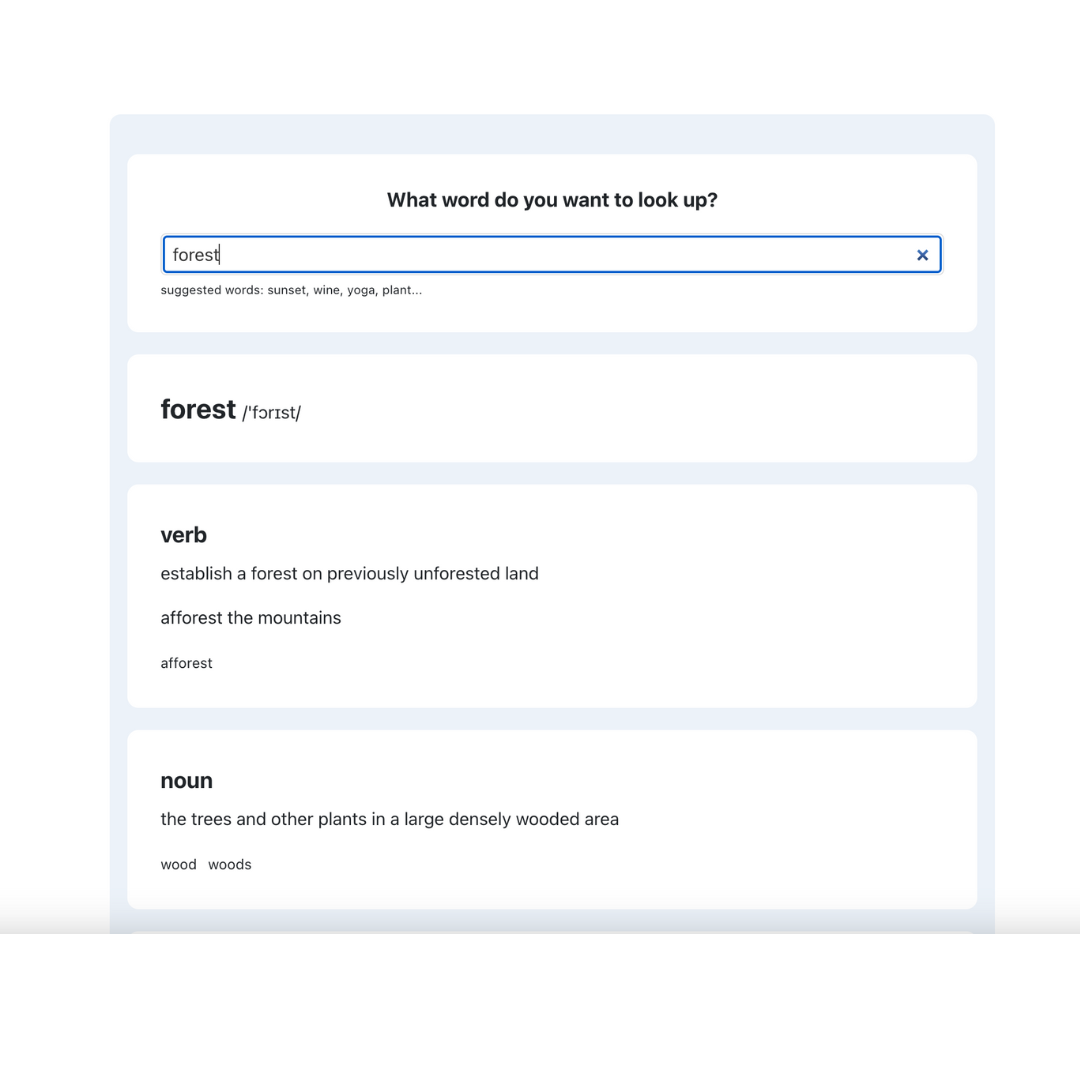 What word do you want to look up?
forest
suggested words: sunset, wine, yoga, plant...
forest /'fɔrɪst/
verb
establish a forest on previously unforested land
afforest the mountains
afforest
noun
the trees and other plants in a large densely wooded area
wood woods